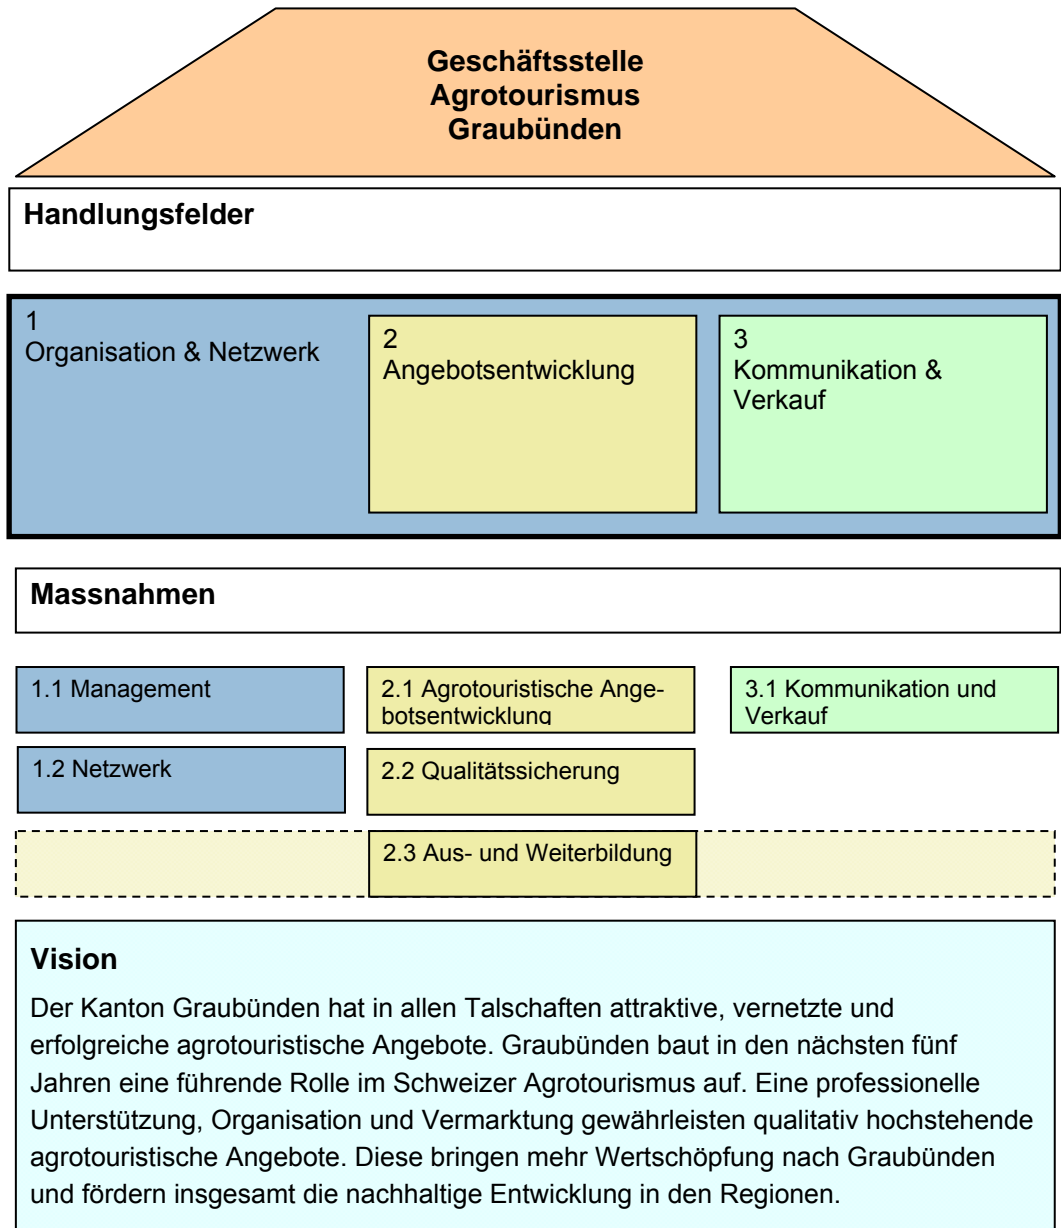 Geschäftsstelle
Agrotourismus
Graubünden
Handlungsfelder
1
Organisation & Netzwerk
2
Angebotsentwicklung
3
Kommunikation &
Verkauf
Massnahmen
1.1 Management
2.1 Agrotouristische Ange-
botsentwicklung
3.1 Kommunikation und
Verkauf
1.2 Netzwerk
2.2 Qualitätssicherung
2.3 Aus- und Weiterbildung
Vision
Der Kanton Graubünden hat in allen Talschaften attraktive, vernetzte und
erfolgreiche agrotouristische Angebote. Graubünden baut in den nächsten fünf
Jahren eine führende Rolle im Schweizer Agrotourismus auf. Eine professionelle
Unterstützung, Organisation und Vermarktung gewährleisten qualitativ hochstehende
agrotouristische Angebote. Diese bringen mehr Wertschöpfung nach Graubünden
und fördern insgesamt die nachhaltige Entwicklung in den Regionen.